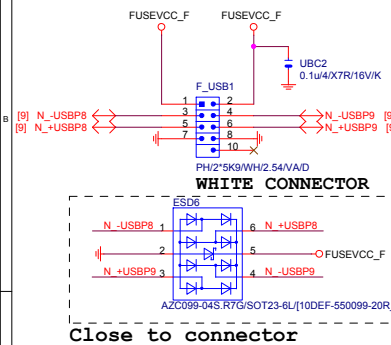 FUSEVCC_F FUSEVCC_F
UBC2
0.1u/4/X7R/16V/K
F_USB1
1 2
B [9] N_-USBP8 3 4 N_-USBP9 [9
[9] N_+USBP8 5 6 N_+USBP9 [9
7 8
10
PH/2*5K9/WH/2.54/VA/D
WHITE CONNECTOR
ESD6
N_-USBP8 1 6 N_+USBP8
2 5 FUSEVCC_F
N_+USBP9 3 4 N_-USBP9
AZC099-04S.R7G/SOT23-6L/[10DEF-550099-20R
Close to connector